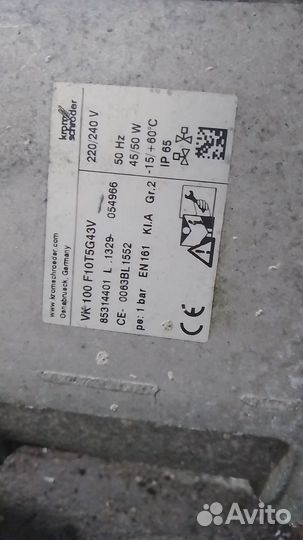 krom
schröder
www.kromschroeder.com
Osnabrueck, Germany
220/240 V
50 Hz
45/50 W
-15/+60°C
IP 65
VK 100 F10T5G43V
85314401 L 1329- 054966
CE- 0063BL1552
pe: 1 bar EN161 Kl.A Gr.2
CE
Avito